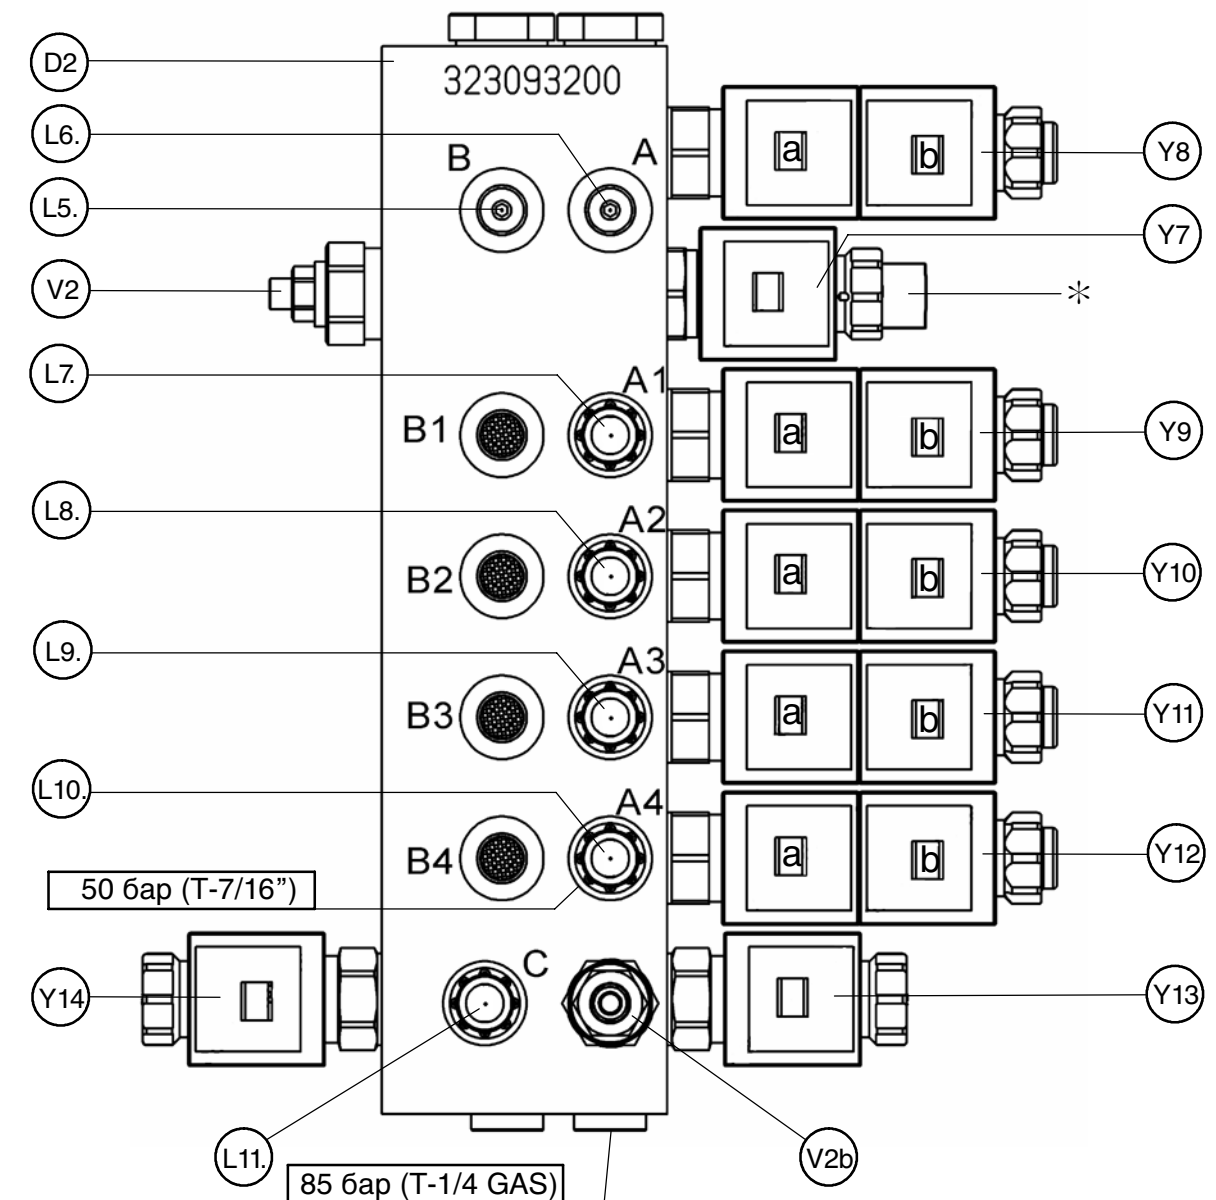 D2
323093200
L6.
B
A
a
b
Y8
L5.
Y7
V2
*
L7.
A1
B1
a
b
Y9
L8.
A2
B2
a
b
Y10
L9.
A3
B3
a
b
Y11
L10.
A4
B4
a
b
Y12
50 бар (T-7/16”)
C
Y14
Y13
L11.
V2b
85 бар (T-1/4 GAS)